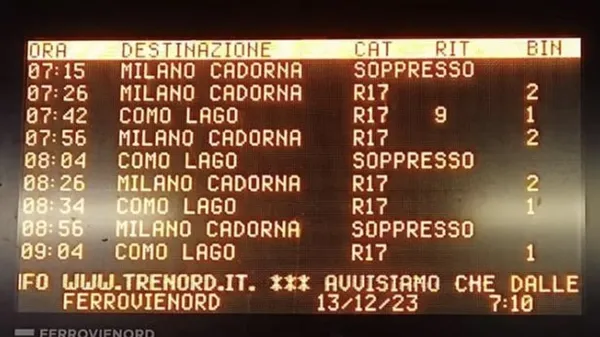 ORA DESTINAZIONE CAT RIT BIN
07:15 MILANO CADORNA SOPPRESSO
07:26 MILANO CADORNA R17 2
07:42 COMO LAGO R17 9 1
07:56 MILANO CADORNA R17 2
08:04 COMO LAGO SOPPRESSO
08:26 MILANO CADORNA R17 2
08:34 COMO LAGO R17 1
08:56 MILANO CADORNA SOPPRESSO
09:04 COMO LAGO R17 1
NFO WWW.TRENORD.IT. *** AVVISIAMO CHE DALLE
FERROVIENORD 13/12/23 7:10
FERROVIENORD